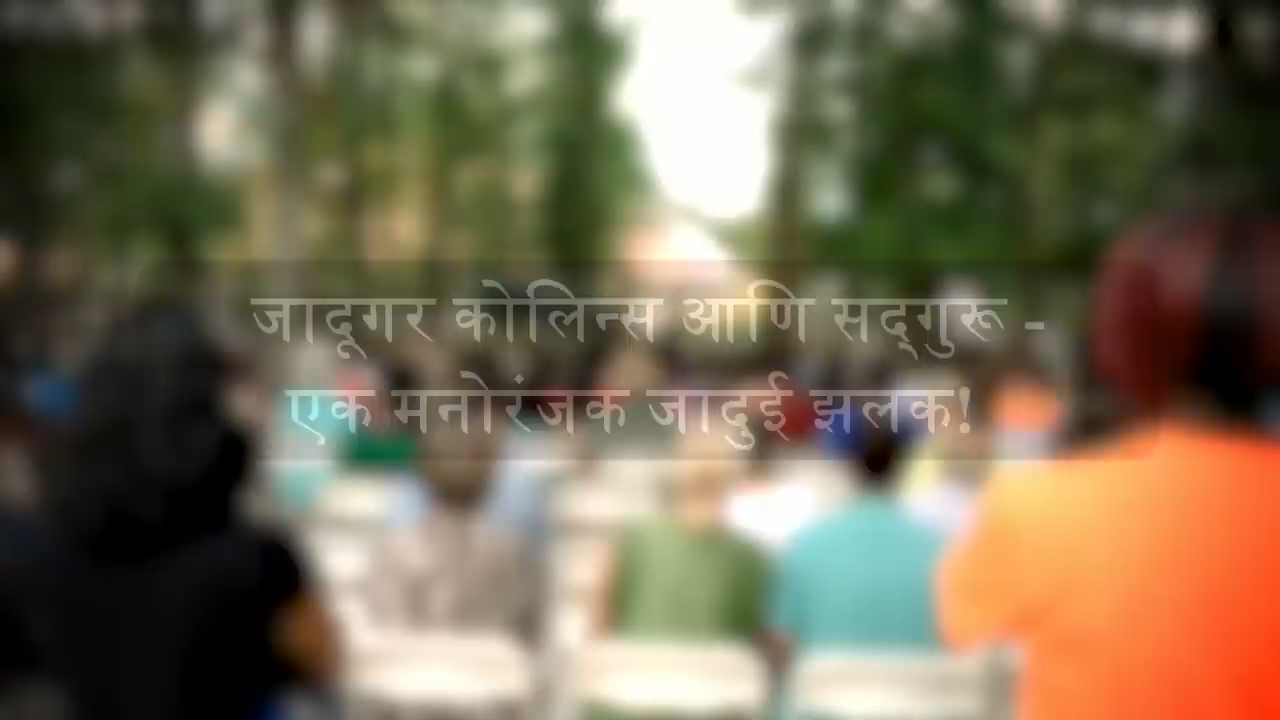 जादूगर कोलिन्स आणि सद्‌गुरू -
एक मनोरंजक जादुई झलक!